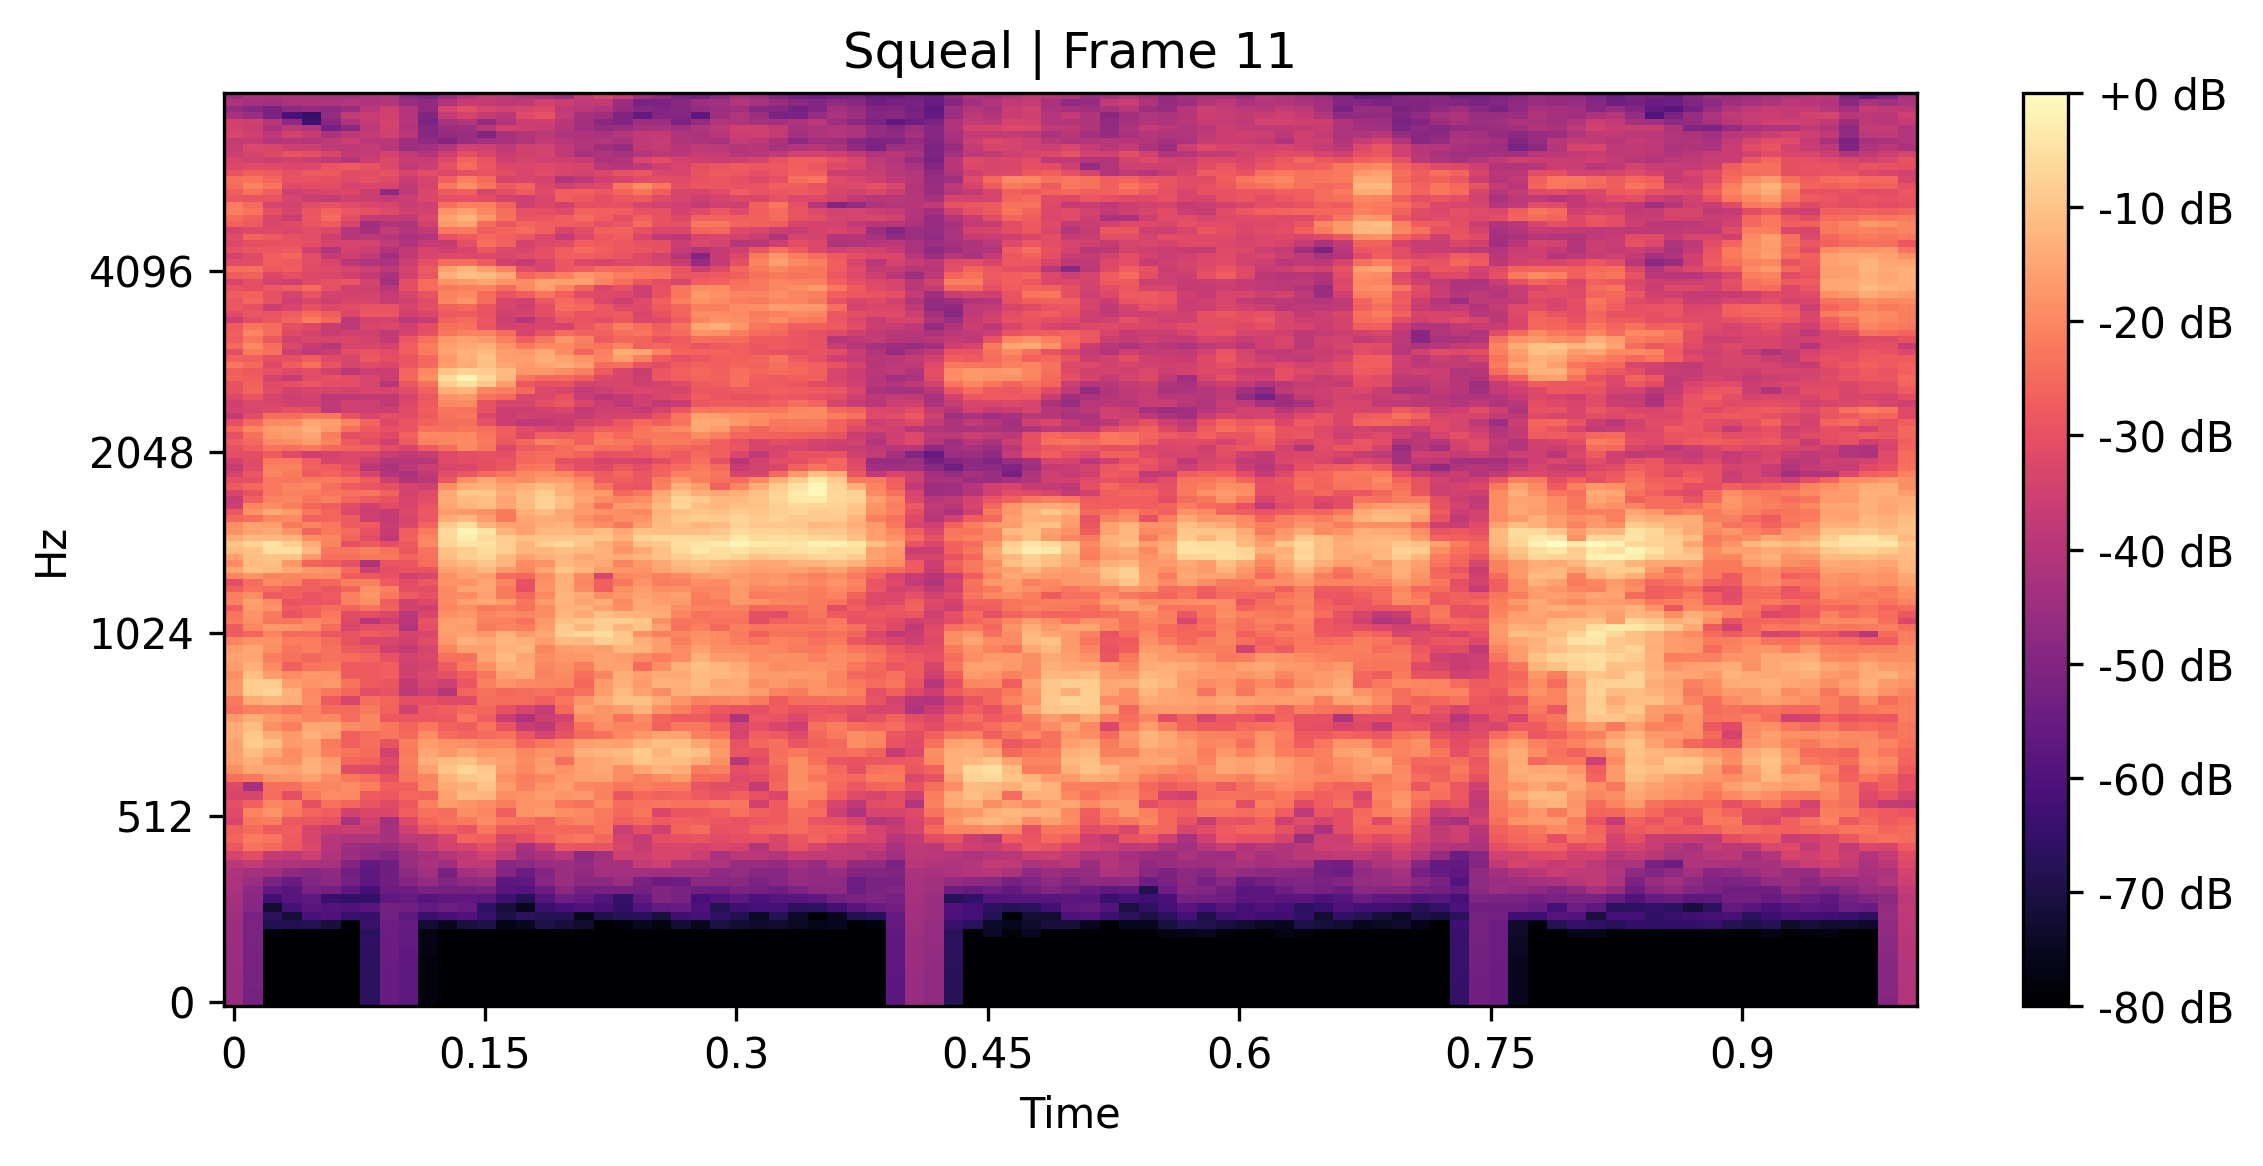 Squeal | Frame 11
+0 dB
-10 dB
-20 dB
-30 dB
-40 dB
-50 dB
-60 dB
-70 dB
-80 dB
4096
2048
1024
512
0
Hz
0 0.15 0.3 0.45 0.6 0.75 0.9
Time